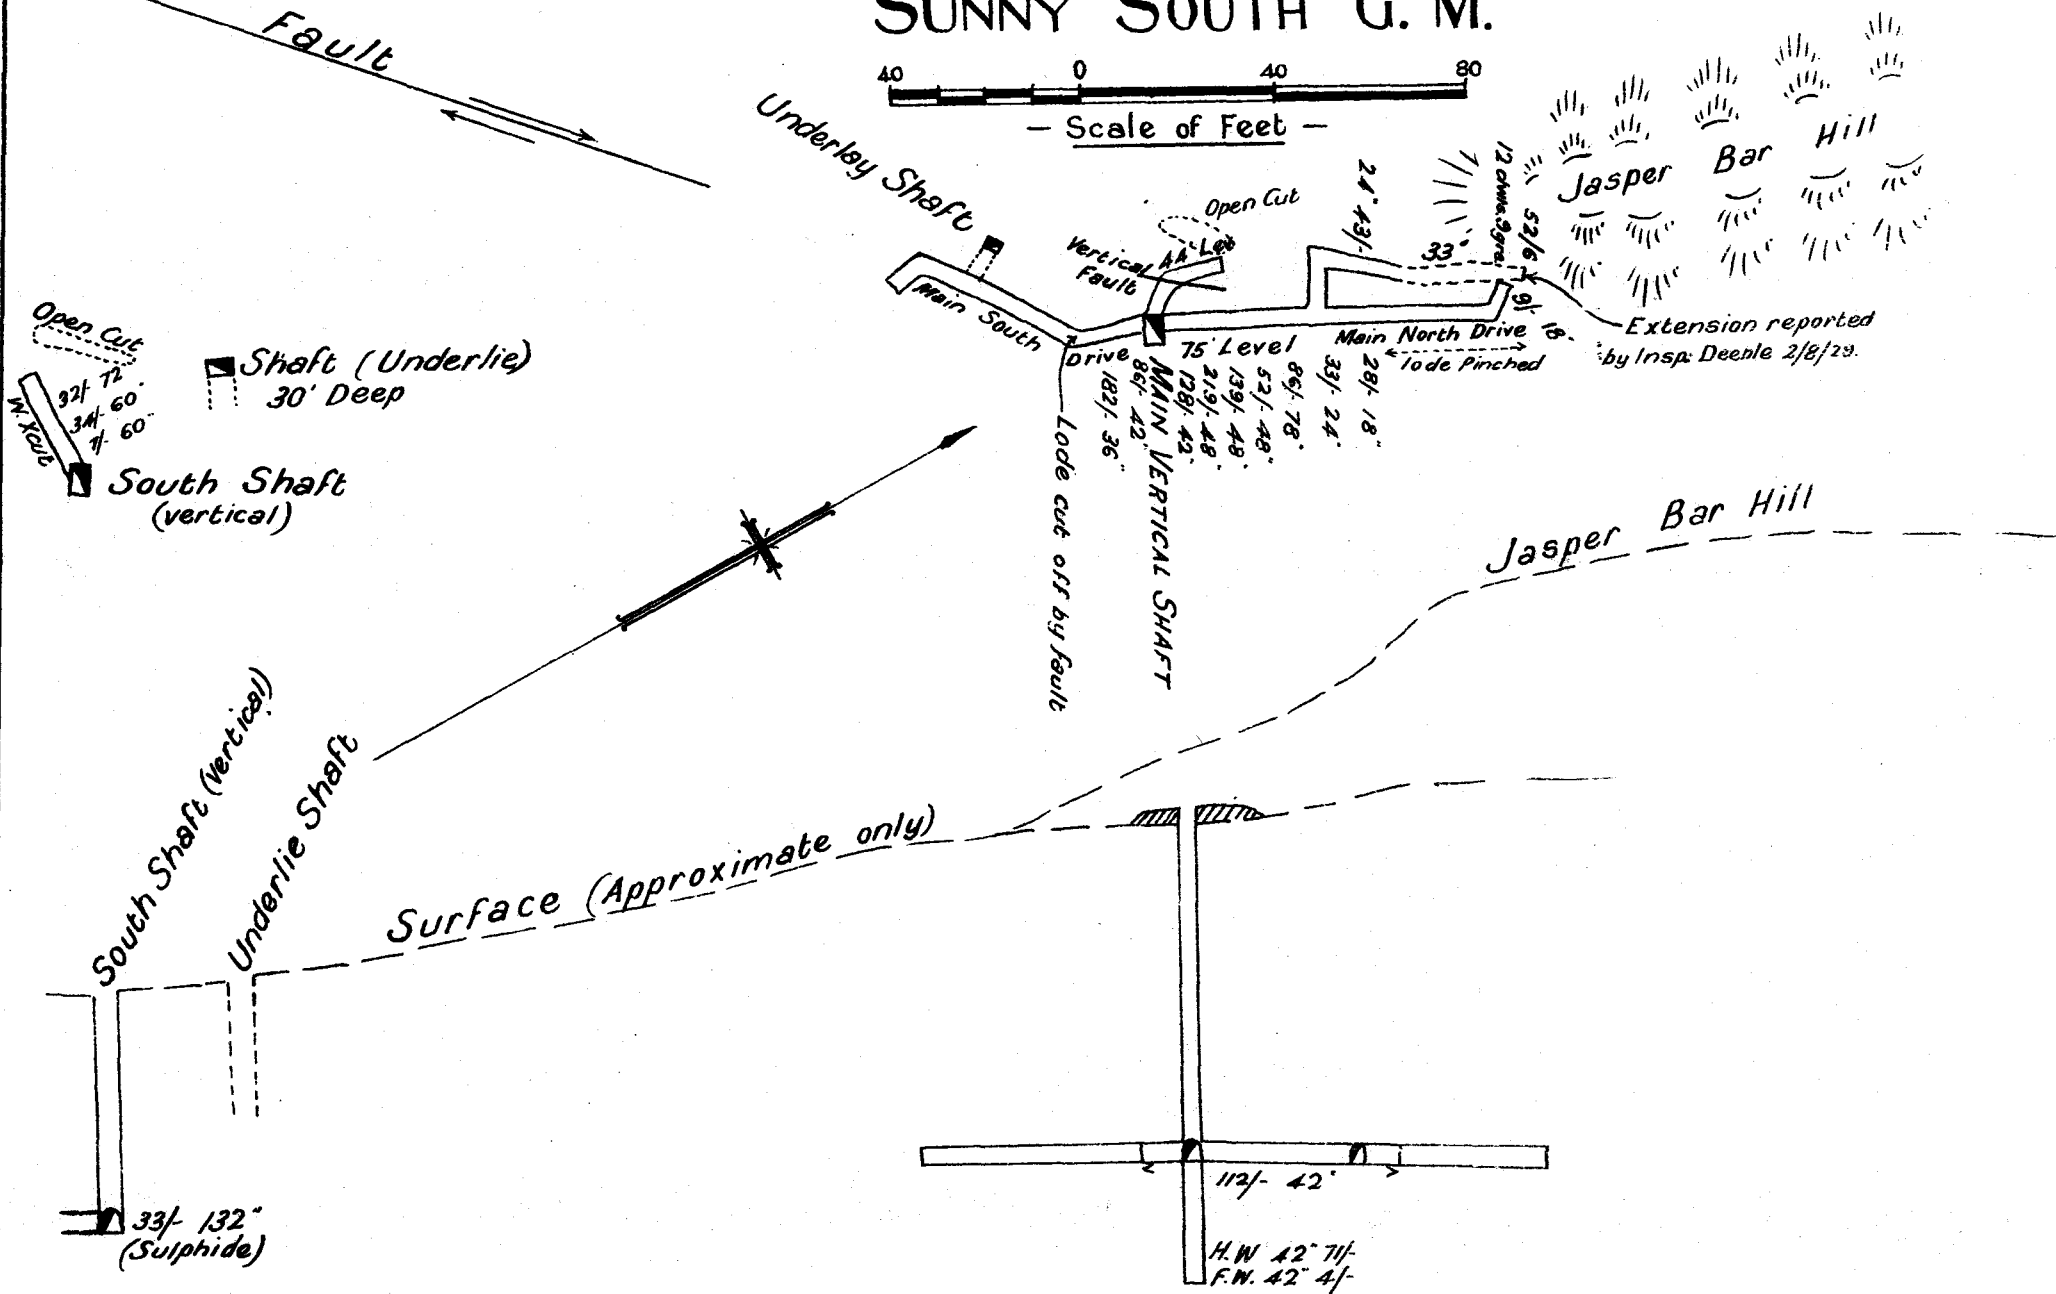 SUNNY SOUTH G. M.
40 0 40 80
— Scale of Feet —
Fault
Underlay Shaft
Open Cut
Vertical
Fault
Main South
Drive
75' Level
Main North Drive
lode Pinched
24" 43/-
33"
52/6
9/- 18"
Jasper Bar Hill
Extension reported
by Insp: Deeble 2/8/29.
182/- 36"
86/- 42"
MAIN VERTICAL SHAFT
128/- 42"
219/- 48"
139/- 48"
52/- 48"
86/- 78"
33/- 24"
28/- 18"
Lode cut off by fault
Open Cut
32/- 72"
34/- 60"
7/- 60"
W. Xcut
Shaft (Underlie)
30' Deep
South Shaft
(vertical)
Jasper Bar Hill
South Shaft (vertical)
Underlie Shaft
Surface (Approximate only)
112/- 42"
33/- 132"
(Sulphide)
H.W 42" 71/-
F.W. 42" 4/-